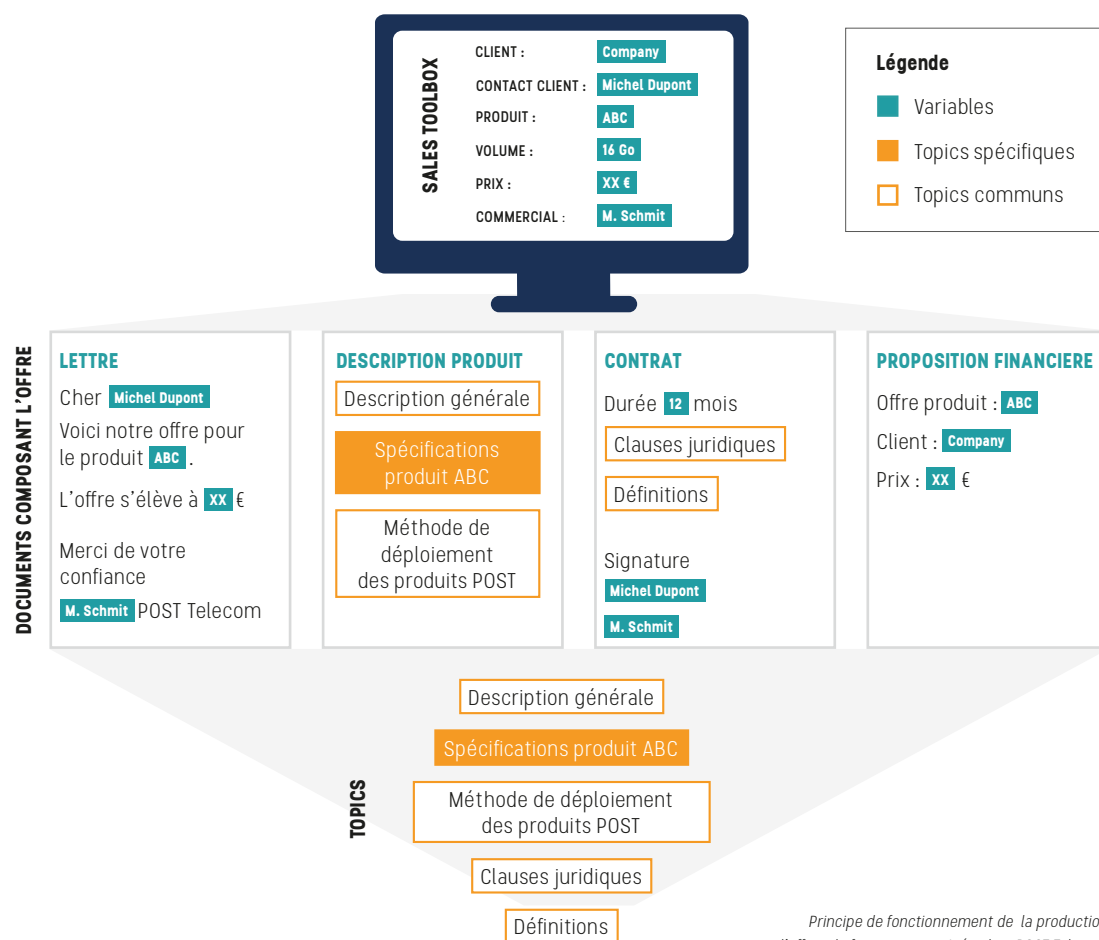 SALES TOOLBOX
CLIENT : Company
CONTACT CLIENT : Michel Dupont
PRODUIT : ABC
VOLUME : 16 Go
PRIX : XX €
COMMERCIAL : M. Schmit
Légende
Variables
Topics spécifiques
Topics communs
DOCUMENTS COMPOSANT L'OFFRE
LETTRE
Cher Michel Dupont
Voici notre offre pour
le produit ABC .
L'offre s'élève à XX €
Merci de votre
confiance
M. Schmit POST Telecom
DESCRIPTION PRODUIT
Description générale
Spécifications
produit ABC
Méthode de
déploiement
des produits POST
CONTRAT
Durée 12 mois
Clauses juridiques
Définitions
Signature
Michel Dupont
M. Schmit
PROPOSITION FINANCIERE
Offre produit : ABC
Client : Company
Prix : XX €
TOPICS
Description générale
Spécifications produit ABC
Méthode de déploiement
des produits POST
Clauses juridiques
Définitions
Principe de fonctionnement de la production